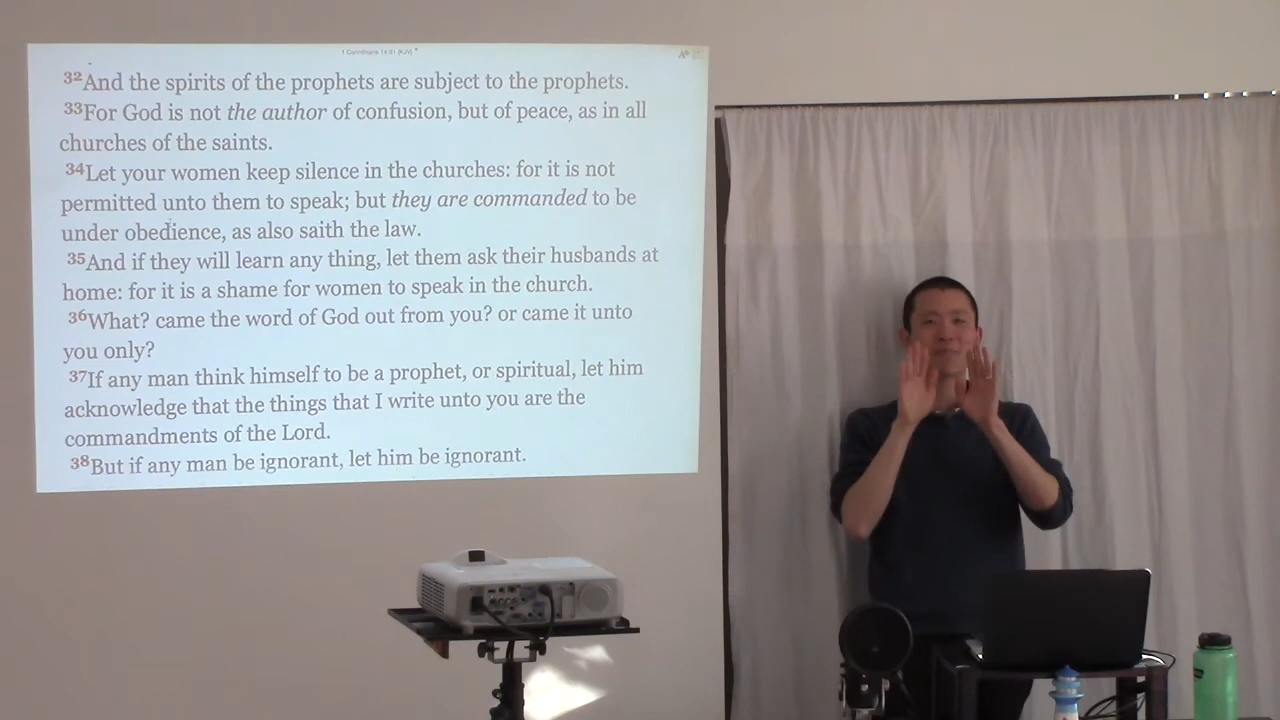 1 Corinthians 14:31 (KJV)
32And the spirits of the prophets are subject to the prophets.
33For God is not the author of confusion, but of peace, as in all
churches of the saints.
34Let your women keep silence in the churches: for it is not
permitted unto them to speak; but they are commanded to be
under obedience, as also saith the law.
35And if they will learn any thing, let them ask their husbands at
home: for it is a shame for women to speak in the church.
36What? came the word of God out from you? or came it unto
you only?
37If any man think himself to be a prophet, or spiritual, let him
acknowledge that the things that I write unto you are the
commandments of the Lord.
38But if any man be ignorant, let him be ignorant.